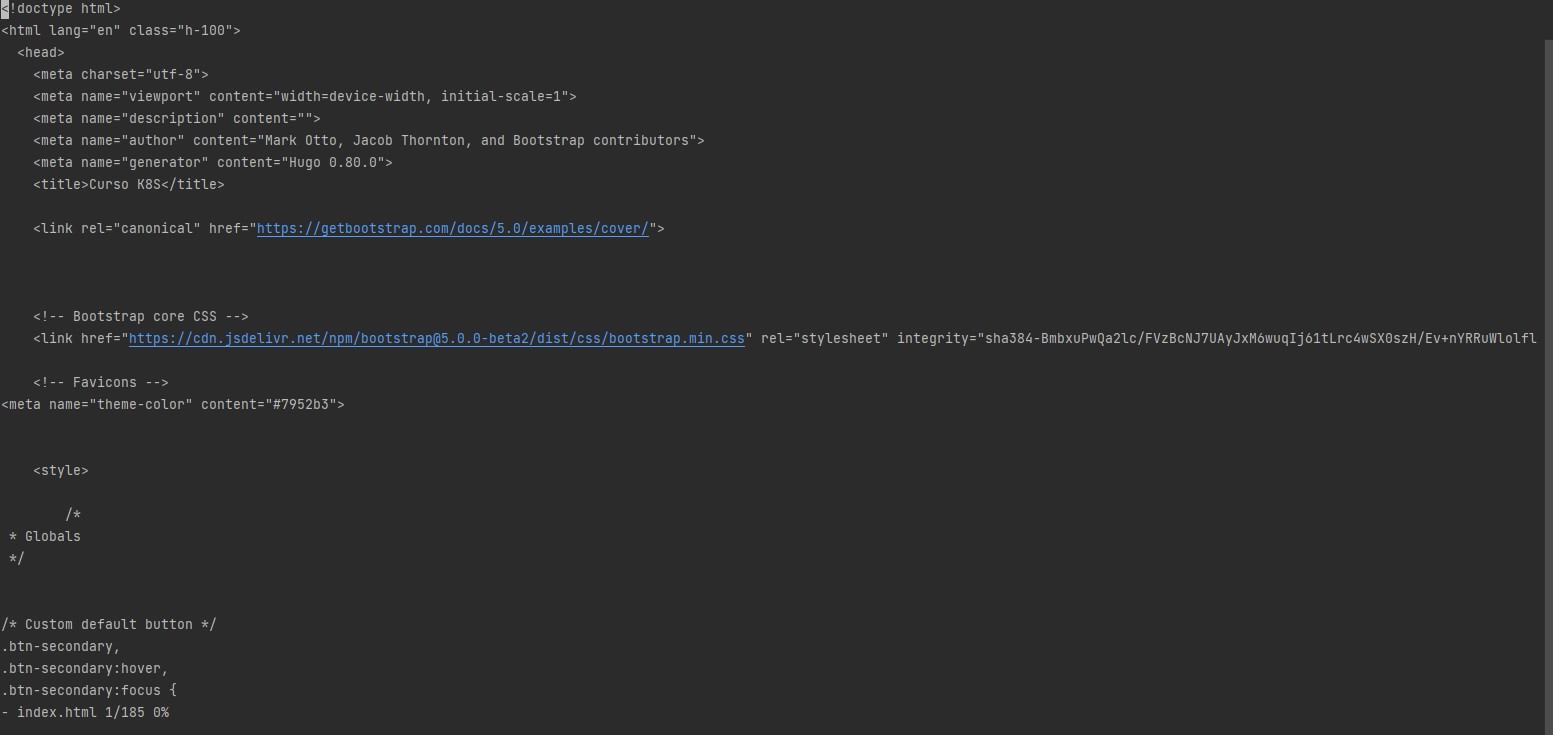 <!doctype html>
<html lang="en" class="h-100">
  <head>
    <meta charset="utf-8">
    <meta name="viewport" content="width=device-width, initial-scale=1">
    <meta name="description" content="">
    <meta name="author" content="Mark Otto, Jacob Thornton, and Bootstrap contributors">
    <meta name="generator" content="Hugo 0.80.0">
    <title>Curso K8S</title>

    <link rel="canonical" href="https://getbootstrap.com/docs/5.0/examples/cover/">

    <!-- Bootstrap core CSS -->
    <link href="https://cdn.jsdelivr.net/npm/bootstrap@5.0.0-beta2/dist/css/bootstrap.min.css" rel="stylesheet" integrity="sha384-BmbxuPwQa2lc/FVzBcNJ7UAyJxM6wuqIj61tLrc4wSX0szH/Ev+nYRRuWlolfl

    <!-- Favicons -->
<meta name="theme-color" content="#7952b3">

    <style>

        /*
 * Globals
 */

/* Custom default button */
.btn-secondary,
.btn-secondary:hover,
.btn-secondary:focus {
- index.html 1/185 0%